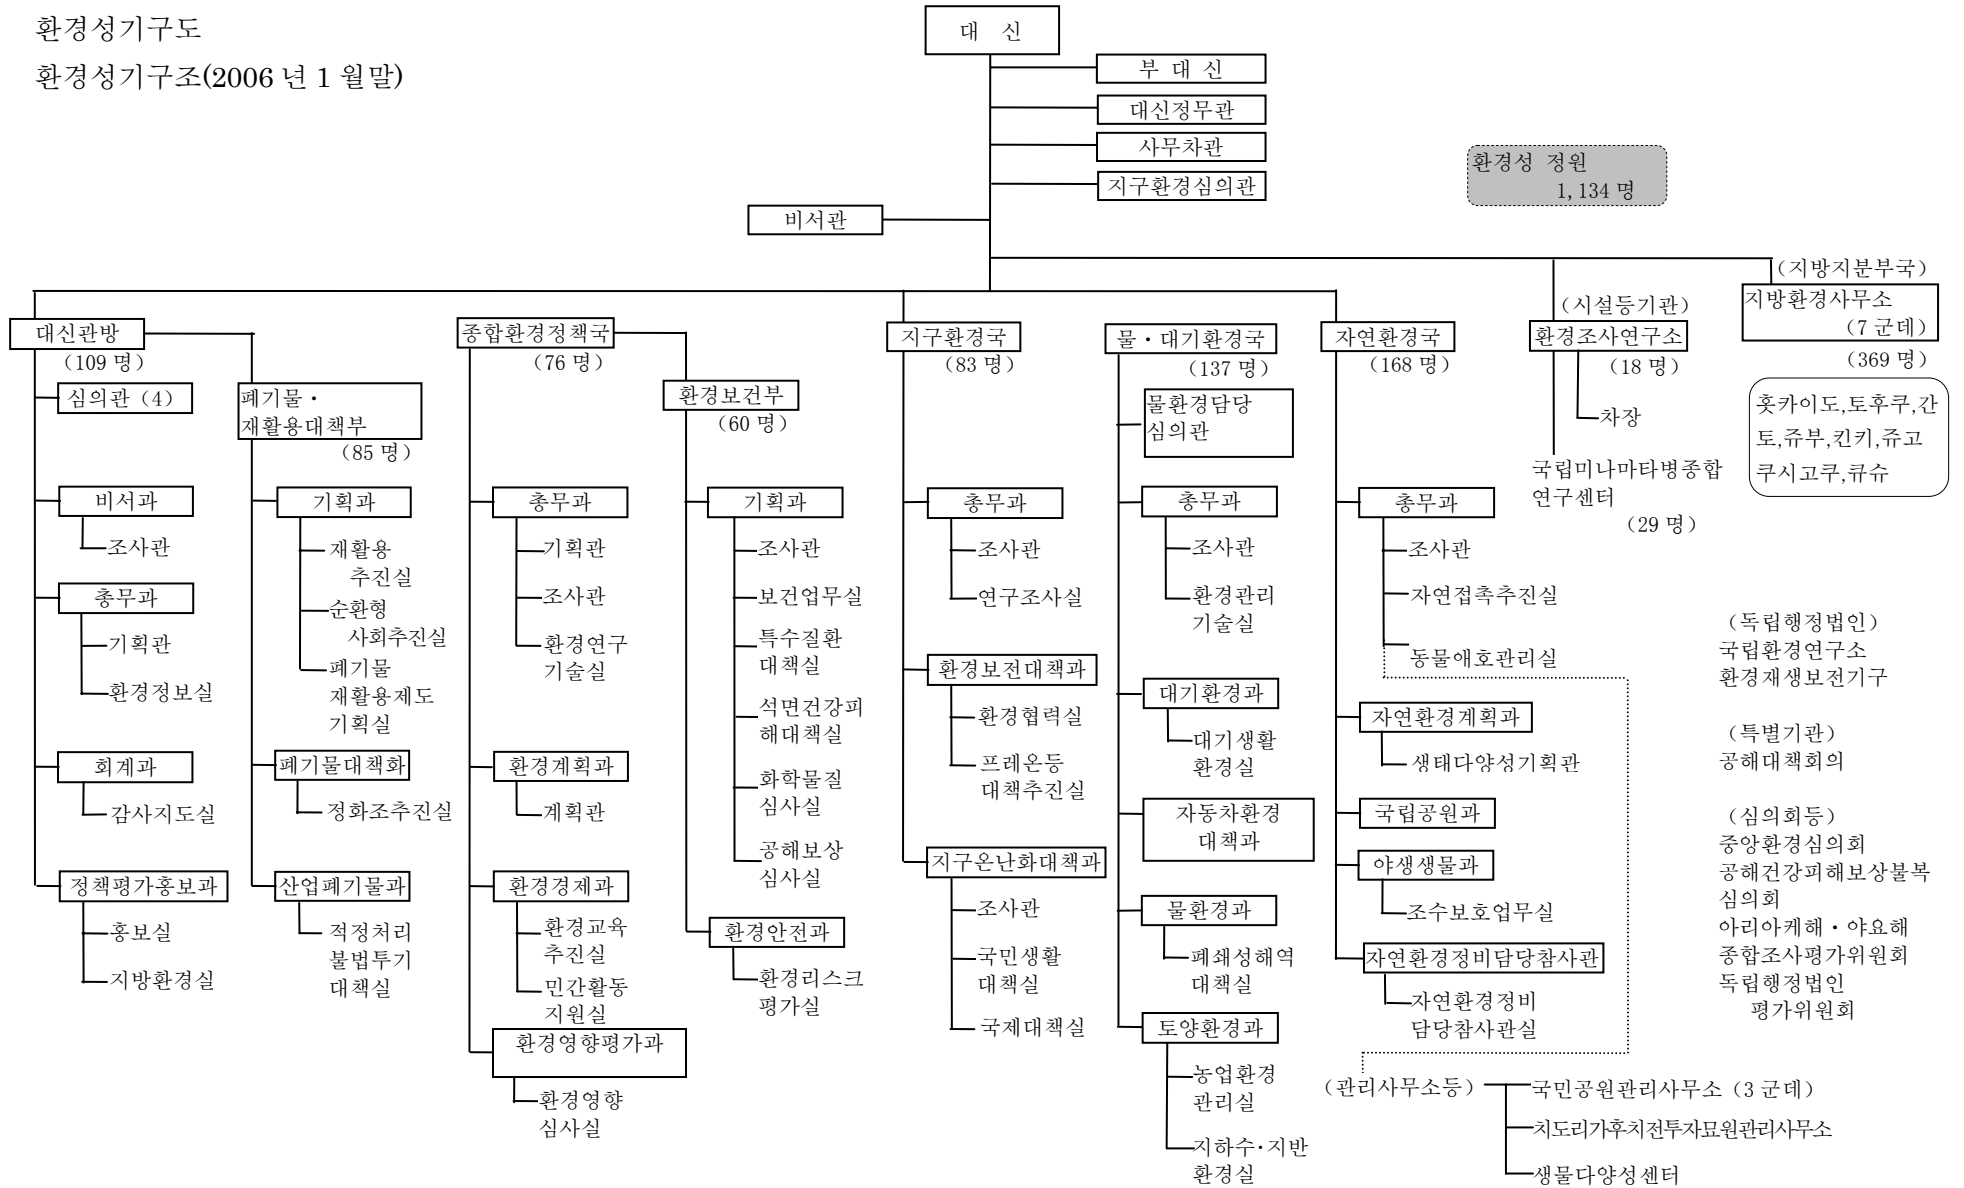 환경성기구도
환경성기구조(2006 년 1 월말)
대 신
부 대 신
대신정무관
사무차관
지구환경심의관
비서관
환경성 정원
1,134 명
대신관방
(109 명)
심의관 (4)
비서과
조사관
총무과
기획관
환경정보실
회계과
감사지도실
정책평가홍보과
홍보실
지방환경실
폐기물・
재활용대책부
(85 명)
기획과
재활용
추진실
순환형
사회추진실
폐기물
재활용제도
기획실
폐기물대책화
정화조추진실
산업폐기물과
적정처리
불법투기
대책실
종합환경정책국
(76 명)
총무과
기획관
조사관
환경연구
기술실
환경계획과
계획관
환경경제과
환경교육
추진실
민간활동
지원실
환경영향평가과
환경영향
심사실
환경보건부
(60 명)
기획과
조사관
보건업무실
특수질환
대책실
석면건강피
해대책실
화학물질
심사실
공해보상
심사실
환경안전과
환경리스크
평가실
지구환경국
(83 명)
총무과
조사관
연구조사실
환경보전대책과
환경협력실
프레온등
대책추진실
지구온난화대책과
조사관
국민생활
대책실
국제대책실
물・대기환경국
(137 명)
물환경담당
심의관
총무과
조사관
환경관리
기술실
대기환경과
대기생활
환경실
자동차환경
대책과
물환경과
폐쇄성해역
대책실
토양환경과
농업환경
관리실
지하수·지반
환경실
자연환경국
(168 명)
총무과
조사관
자연접촉추진실
동물애호관리실
자연환경계획과
생태다양성기획관
국립공원과
야생생물과
조수보호업무실
자연환경정비담당참사관
자연환경정비
담당참사관실
(관리사무소등)
국민공원관리사무소 (3 군데)
치도리가후치전투자묘원관리사무소
생물다양성센터
(시설등기관)
환경조사연구소
(18 명)
차장
국립미나마타병종합
연구센터
(29 명)
(지방지분부국)
지방환경사무소
(7 군데)
(369 명)
홋카이도,토후쿠,간
토,쥬부,킨키,쥬고
쿠시고쿠,큐슈
(독립행정법인)
국립환경연구소
환경재생보전기구
(특별기관)
공해대책회의
(심의회등)
중앙환경심의회
공해건강피해보상불복
심의회
아리아케해・야요해
종합조사평가위원회
독립행정법인
평가위원회